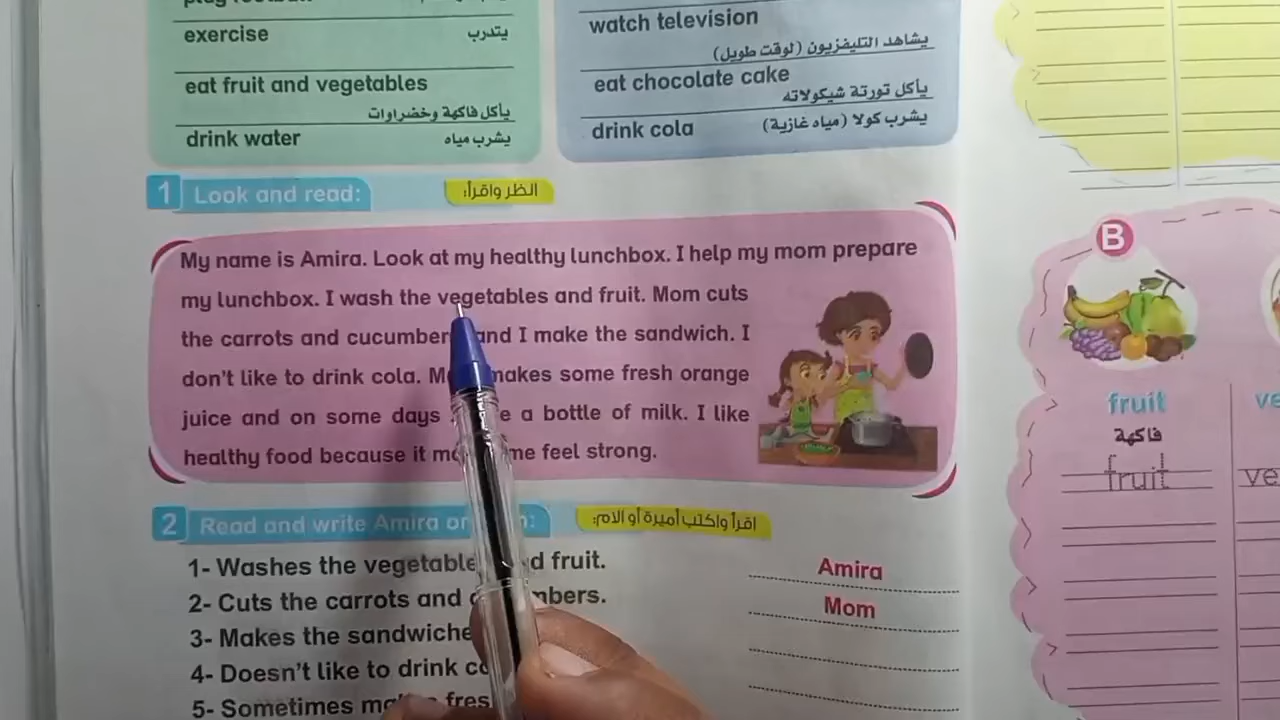 exercise
يتدرب
eat fruit and vegetables
يأكل فاكهة وخضراوات
drink water
يشرب مياه
watch television
يشاهد التليفزيون (لوقت طويل)
eat chocolate cake
يأكل تورتة شيكولاته
drink cola
يشرب كولا (مياه غازية)
1 Look and read:
انظر واقرأ:
My name is Amira. Look at my healthy lunchbox. I help my mom prepare
my lunchbox. I wash the vegetables and fruit. Mom cuts
the carrots and cucumber and I make the sandwich. I
don't like to drink cola. makes some fresh orange
juice and on some days a bottle of milk. I like
healthy food because it me feel strong.
2 Read and write Amira or
اقرأ واكتب أميرة أو الام:
1- Washes the vegetable fruit.
Amira
2- Cuts the carrots and
Mom
3- Makes the sandwiche
4- Doesn't like to drink
5- Sometimes
B
fruit
فاكهة
fruit
ve
ve